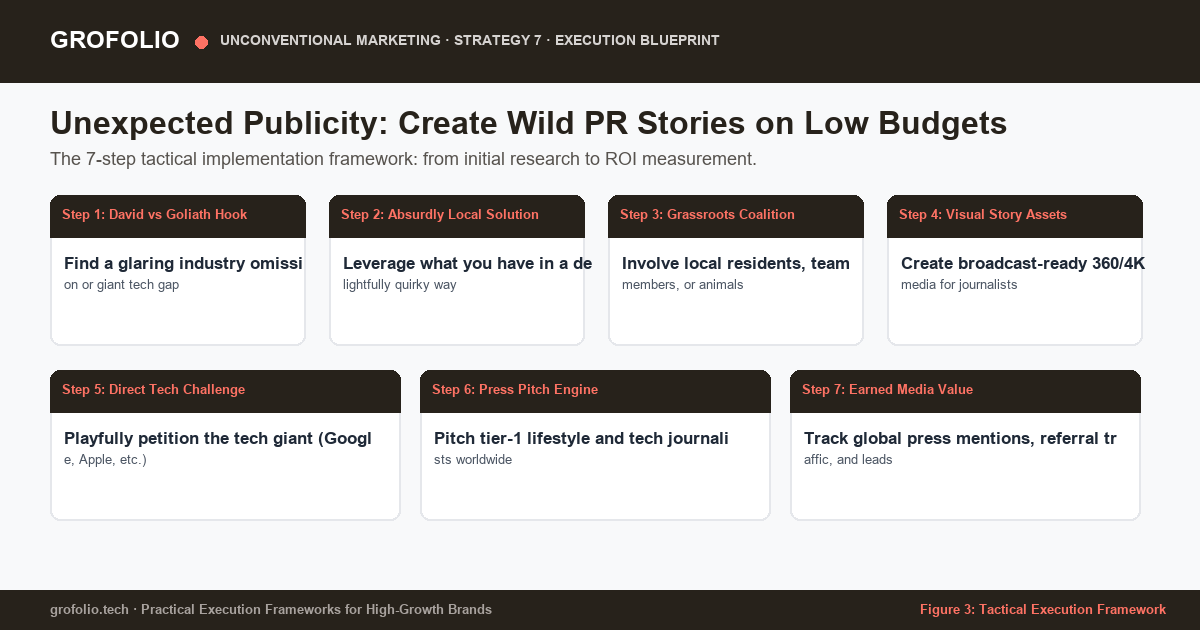 GROFOLIO
UNCONVENTIONAL MARKETING · STRATEGY 7 · EXECUTION BLUEPRINT
Unexpected Publicity: Create Wild PR Stories on Low Budgets
The 7-step tactical implementation framework: from initial research to ROI measurement.
Step 1: David vs Goliath Hook
Find a glaring industry omissi
on or giant tech gap
Step 2: Absurdly Local Solution
Leverage what you have in a de
lightfully quirky way
Step 3: Grassroots Coalition
Involve local residents, team
members, or animals
Step 4: Visual Story Assets
Create broadcast-ready 360/4K
media for journalists
Step 5: Direct Tech Challenge
Playfully petition the tech giant (Googl
e, Apple, etc.)
Step 6: Press Pitch Engine
Pitch tier-1 lifestyle and tech journali
sts worldwide
Step 7: Earned Media Value
Track global press mentions, referral tr
affic, and leads
grofolio.tech · Practical Execution Frameworks for High-Growth Brands
Figure 3: Tactical Execution Framework